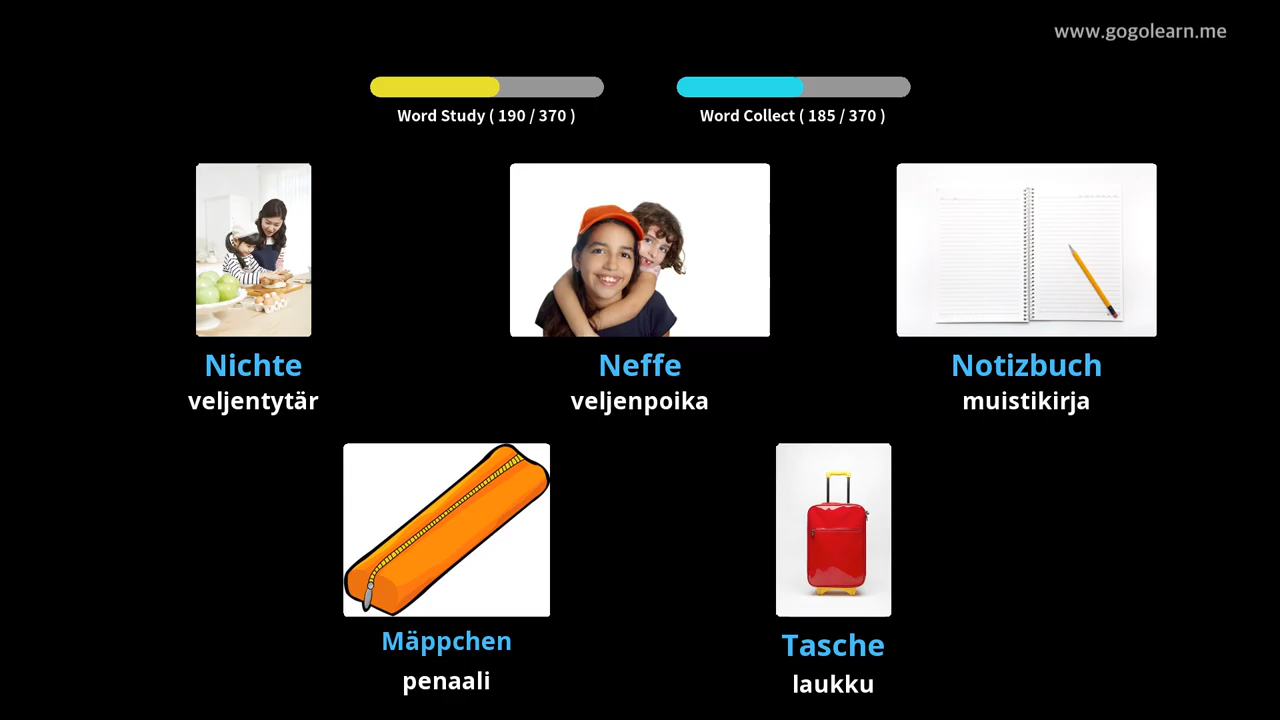 www.gogolearn.me
Word Study ( 190 / 370 )
Word Collect ( 185 / 370 )
Nichte
veljentytär
Neffe
veljenpoika
Notizbuch
muistikirja
Mäppchen
penaali
Tasche
laukku